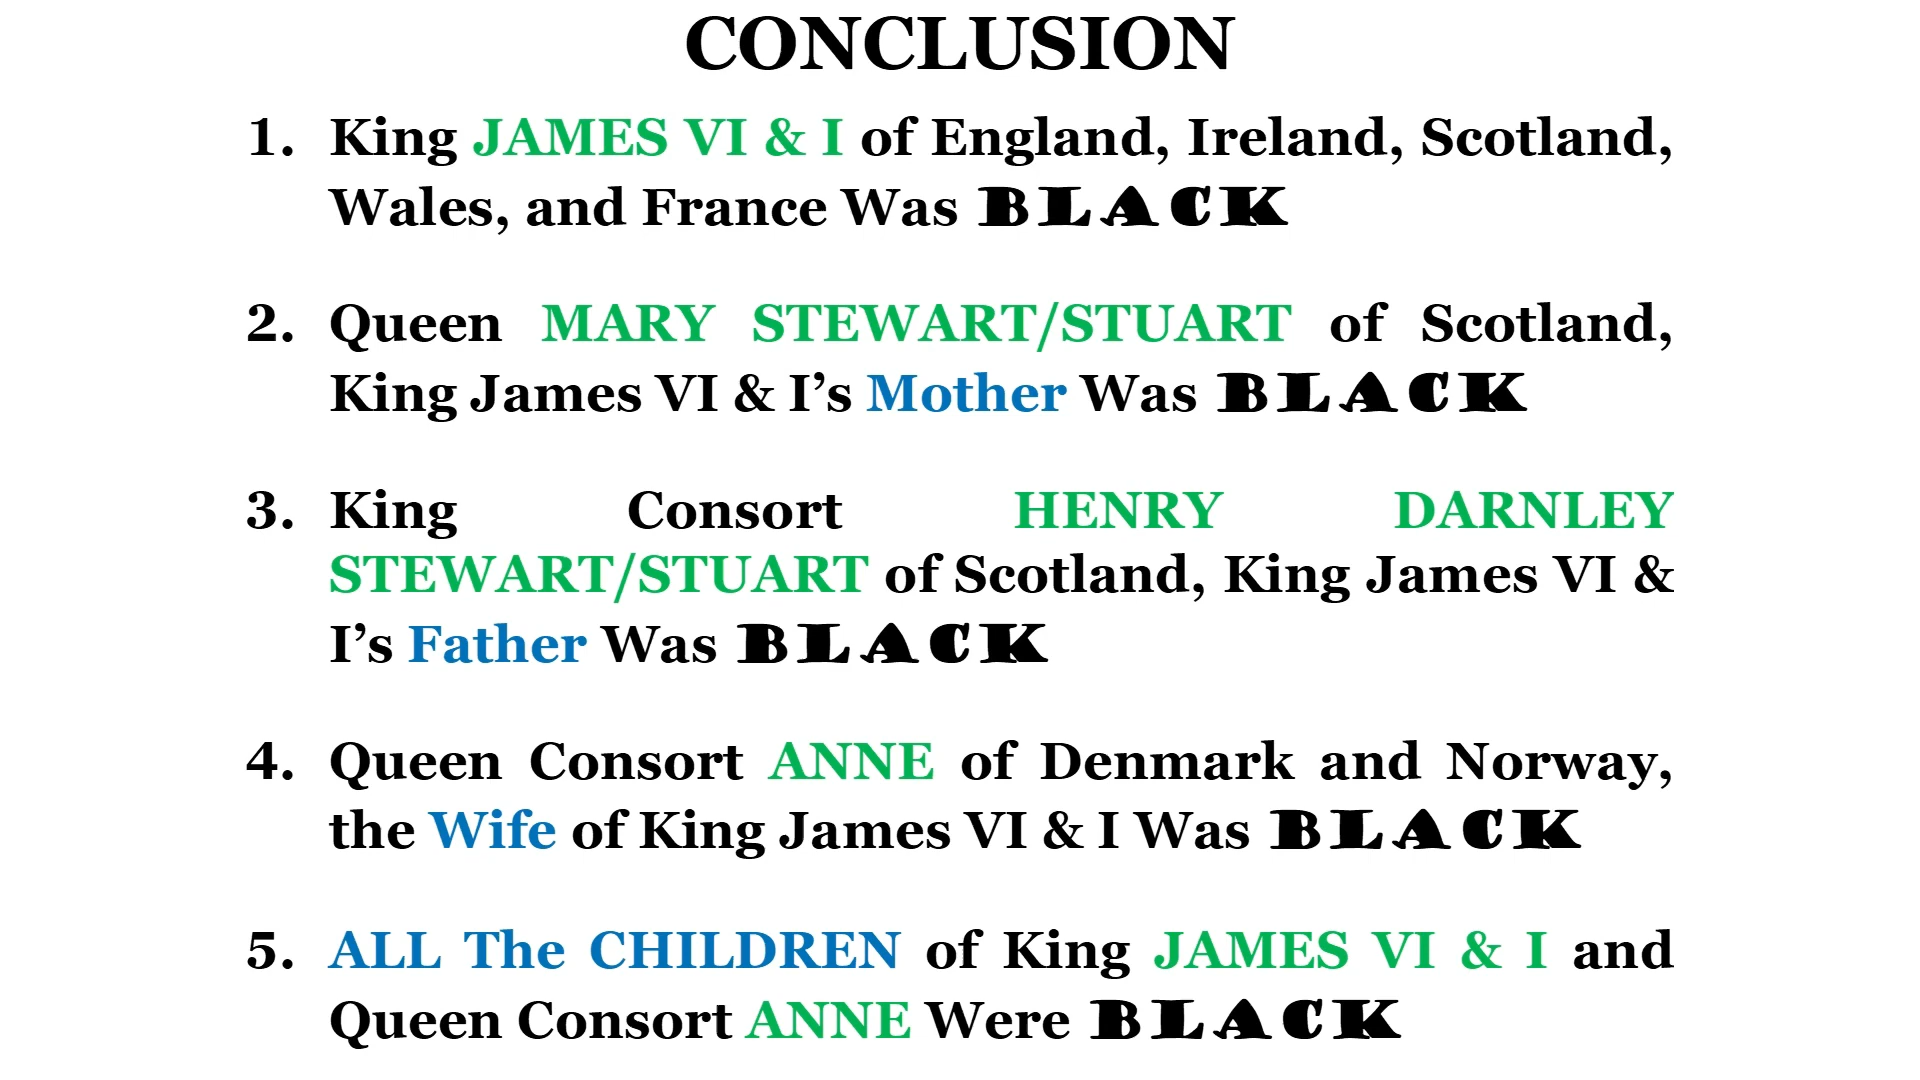 CONCLUSION
1. King JAMES VI & I of England, Ireland, Scotland,
Wales, and France Was BLACK
2. Queen MARY STEWART/STUART of Scotland,
King James VI & I’s Mother Was BLACK
3. King Consort HENRY DARNLEY
STEWART/STUART of Scotland, King James VI &
I’s Father Was BLACK
4. Queen Consort ANNE of Denmark and Norway,
the Wife of King James VI & I Was BLACK
5. ALL The CHILDREN of King JAMES VI & I and
Queen Consort ANNE Were BLACK